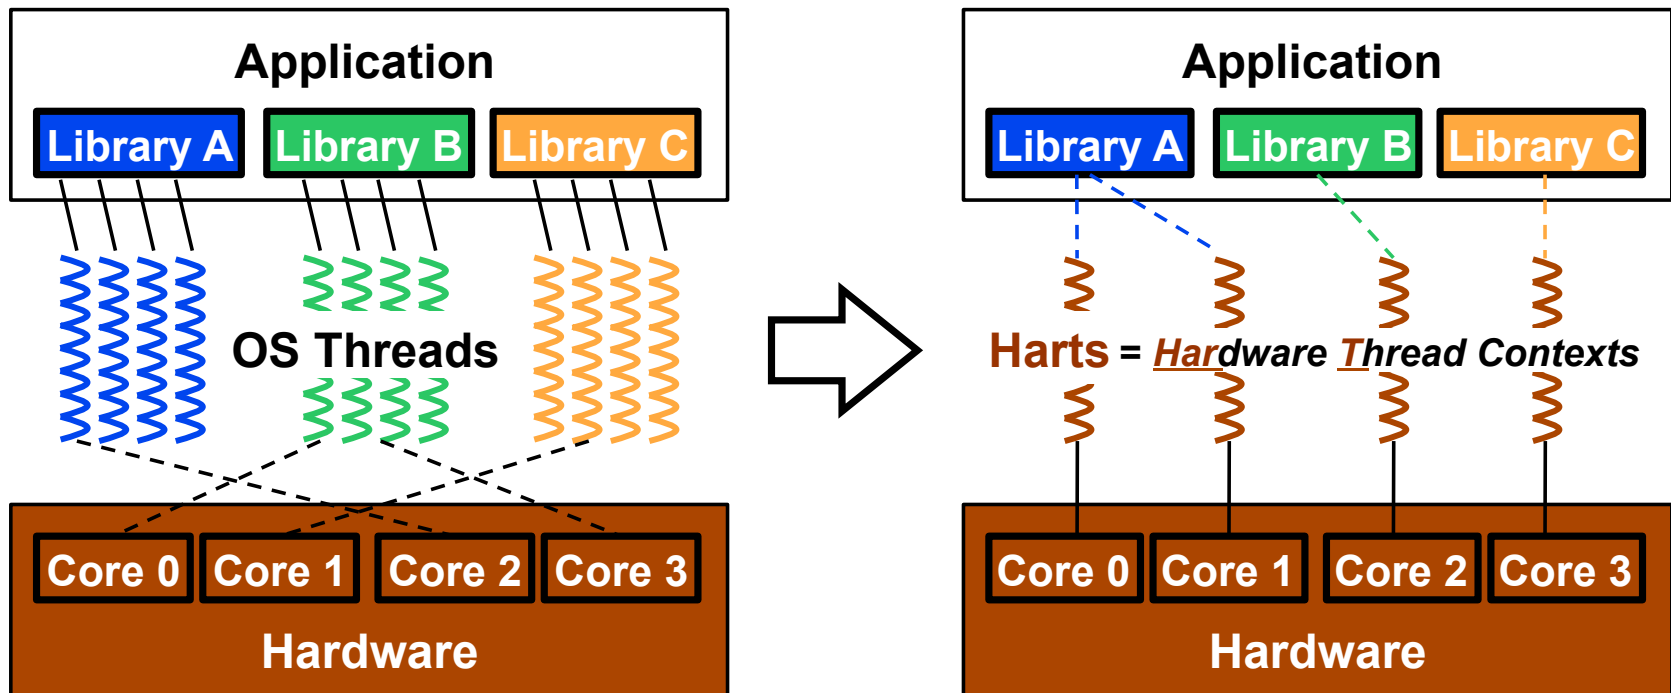 Application
Library A Library B Library C
OS Threads
Core 0 Core 1 Core 2 Core 3
Hardware
Application
Library A Library B Library C
Harts = Hardware Thread Contexts
Core 0 Core 1 Core 2 Core 3
Hardware